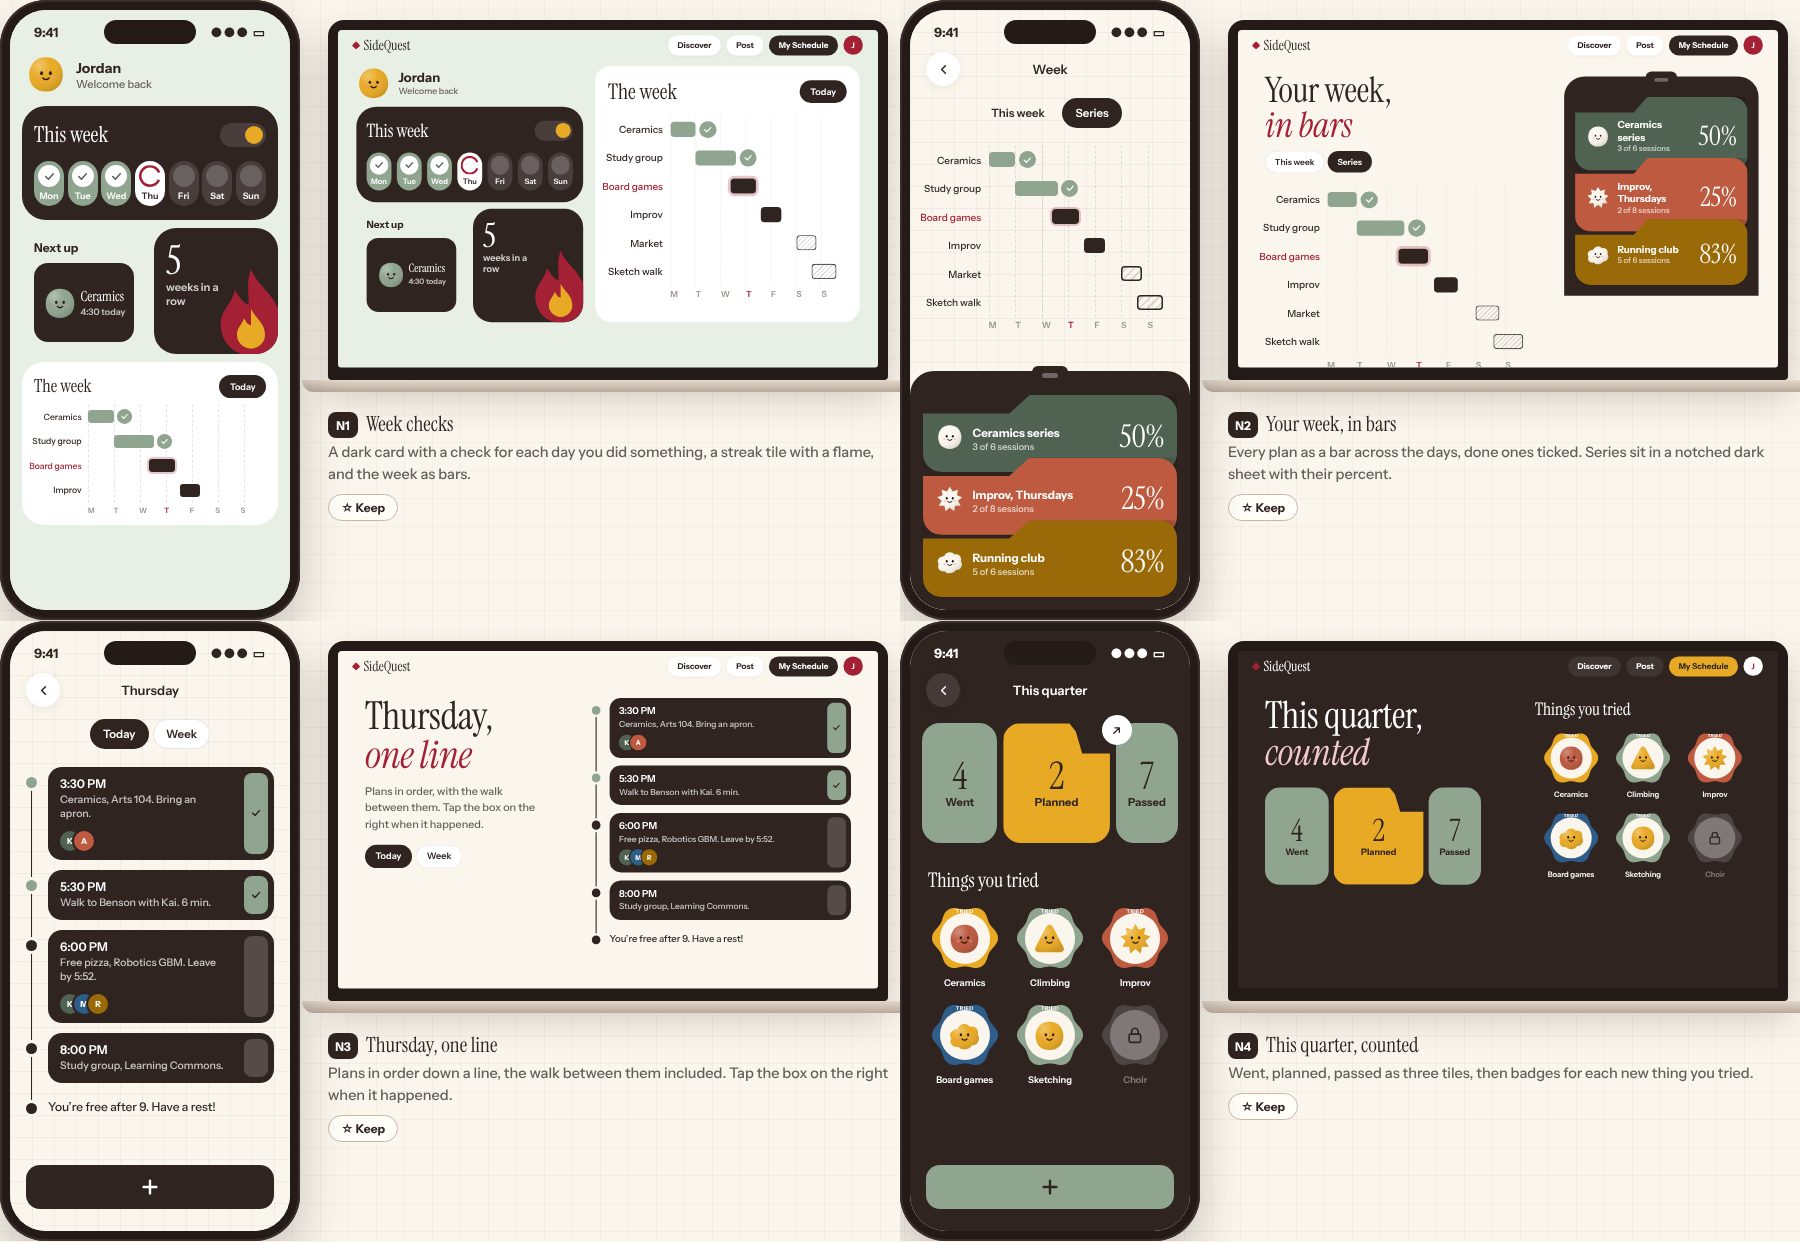 9:41
Jordan
Welcome back
This week
Mon Tue Wed Thu Fri Sat Sun
Next up
Ceramics
4:30 today
5
weeks in a
row
The week
Today
Ceramics
Study group
Board games
Improv
M T W T F S S
SideQuest
Discover
Post
My Schedule
J
Jordan
Welcome back
This week
Mon Tue Wed Thu Fri Sat Sun
Next up
Ceramics
4:30 today
5
weeks in a
row
The week
Today
Ceramics
Study group
Board games
Improv
Market
Sketch walk
M T W T F S S
N1 Week checks
A dark card with a check for each day you did something, a streak tile with a flame,
and the week as bars.
☆ Keep
9:41
Week
This week
Series
Ceramics
Study group
Board games
Improv
Market
Sketch walk
M T W T F S S
Ceramics series
3 of 6 sessions
50%
Improv, Thursdays
2 of 8 sessions
25%
Running club
5 of 6 sessions
83%
SideQuest
Discover
Post
My Schedule
J
Your week,
in bars
This week
Series
Ceramics
Study group
Board games
Improv
Market
Sketch walk
M T W T F S S
Ceramics
series
3 of 6 sessions
50%
Improv,
Thursdays
2 of 8 sessions
25%
Running club
5 of 6 sessions
83%
N2 Your week, in bars
Every plan as a bar across the days, done ones ticked. Series sit in a notched dark
sheet with their percent.
☆ Keep
9:41
Thursday
Today
Week
3:30 PM
Ceramics, Arts 104. Bring an
apron.
K A
5:30 PM
Walk to Benson with Kai. 6 min.
6:00 PM
Free pizza, Robotics GBM. Leave
by 5:52.
K M R
8:00 PM
Study group, Learning Commons.
You're free after 9. Have a rest!
+
SideQuest
Discover
Post
My Schedule
J
Thursday,
one line
Plans in order, with the walk
between them. Tap the box on the
right when it happened.
Today
Week
3:30 PM
Ceramics, Arts 104. Bring an apron.
K A
5:30 PM
Walk to Benson with Kai. 6 min.
6:00 PM
Free pizza, Robotics GBM. Leave by 5:52.
K M R
8:00 PM
Study group, Learning Commons.
You're free after 9. Have a rest!
N3 Thursday, one line
Plans in order down a line, the walk between them included. Tap the box on the right
when it happened.
☆ Keep
9:41
This quarter
4
Went
2
Planned
7
Passed
Things you tried
TRIED TRIED TRIED
Ceramics Climbing Improv
TRIED TRIED
Board games Sketching Choir
+
SideQuest
Discover
Post
My Schedule
J
This quarter,
counted
4
Went
2
Planned
7
Passed
Things you tried
TRIED TRIED TRIED
Ceramics Climbing Improv
TRIED TRIED
Board games Sketching Choir
N4 This quarter, counted
Went, planned, passed as three tiles, then badges for each new thing you tried.
☆ Keep